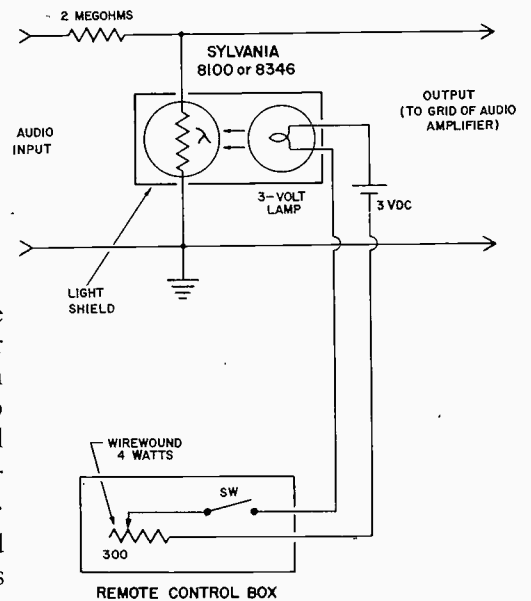 2 MEGOHMS
SYLVANIA
8100 or 8346
AUDIO
INPUT
λ
3-VOLT
LAMP
OUTPUT
(TO GRID OF AUDIO
AMPLIFIER)
3 VDC
LIGHT
SHIELD
WIREWOUND
4 WATTS
SW
300
REMOTE CONTROL BOX